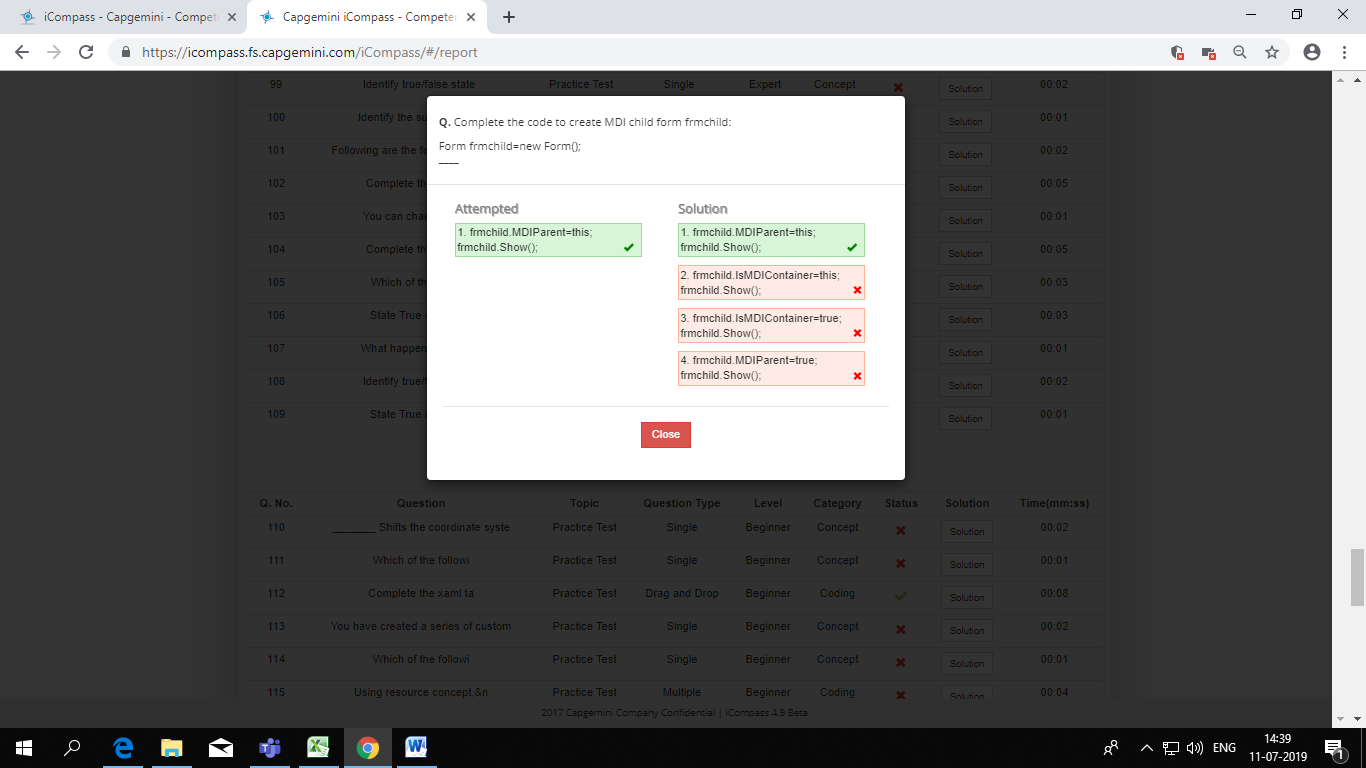 iCompass - Capgemini - Compet
Capgemini iCompass - Competen
https://icompass.fs.capgemini.com/iCompass/#/report
99 Identify true/false state Practice Test Single Expert Concept Solution 00:02
100 Identify the su Solution 00:01
101 Following are the fe Solution 00:02
102 Complete th Solution 00:05
103 You can cha Solution 00:01
104 Complete th Solution 00:05
105 Which of th Solution 00:03
106 State True Solution 00:03
107 What happen Solution 00:01
108 Identify true/f Solution 00:02
109 State True Solution 00:01
Q. Complete the code to create MDI child form frmchild:
Form frmchild=new Form();
____
Attempted
1. frmchild.MDIParent=this;
frmchild.Show();
Solution
1. frmchild.MDIParent=this;
frmchild.Show();
2. frmchild.IsMDIContainer=this;
frmchild.Show();
3. frmchild.IsMDIContainer=true;
frmchild.Show();
4. frmchild.MDIParent=true;
frmchild.Show();
Close
Q. No. Question Topic Question Type Level Category Status Solution Time(mm:ss)
110 ________ Shifts the coordinate syste Practice Test Single Beginner Concept Solution 00:02
111 Which of the followi Practice Test Single Beginner Concept Solution 00:01
112 Complete the xaml ta Practice Test Drag and Drop Beginner Coding Solution 00:08
113 You have created a series of custom Practice Test Single Beginner Concept Solution 00:02
114 Which of the followi Practice Test Single Beginner Concept Solution 00:01
115 Using resource concept,&n Practice Test Multiple Beginner Coding Solution 00:04
2017 Capgemini Company Confidential | iCompass 4.9 Beta
ENG
14:39
11-07-2019
1